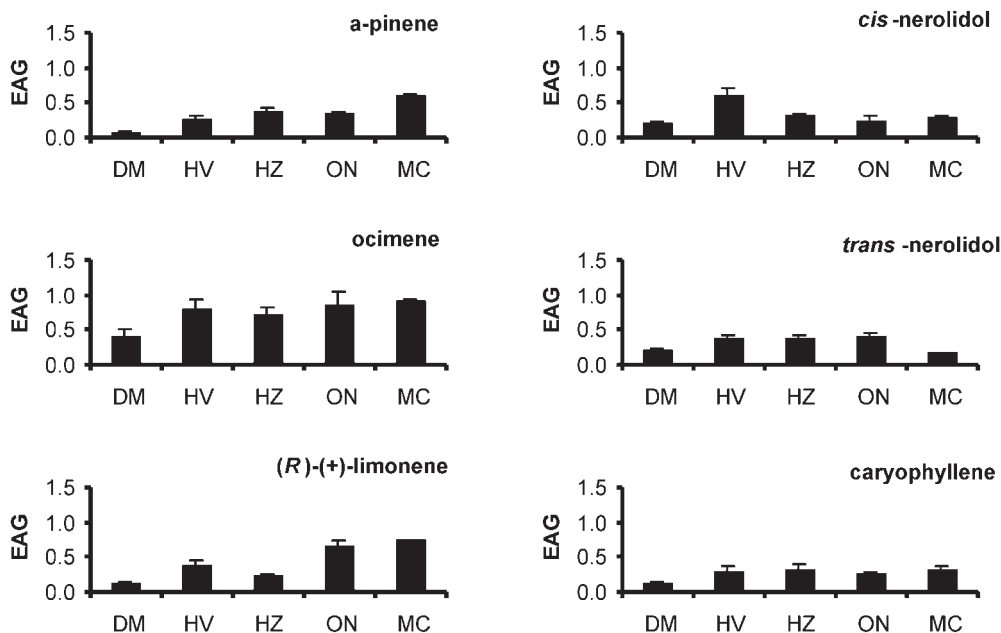 a-pinene
EAG
1.5
1.0
0.5
0.0
DM HV HZ ON MC
cis -nerolidol
EAG
1.5
1.0
0.5
0.0
DM HV HZ ON MC
ocimene
EAG
1.5
1.0
0.5
0.0
DM HV HZ ON MC
trans -nerolidol
EAG
1.5
1.0
0.5
0.0
DM HV HZ ON MC
(R)-(+)-limonene
EAG
1.5
1.0
0.5
0.0
DM HV HZ ON MC
caryophyllene
EAG
1.5
1.0
0.5
0.0
DM HV HZ ON MC